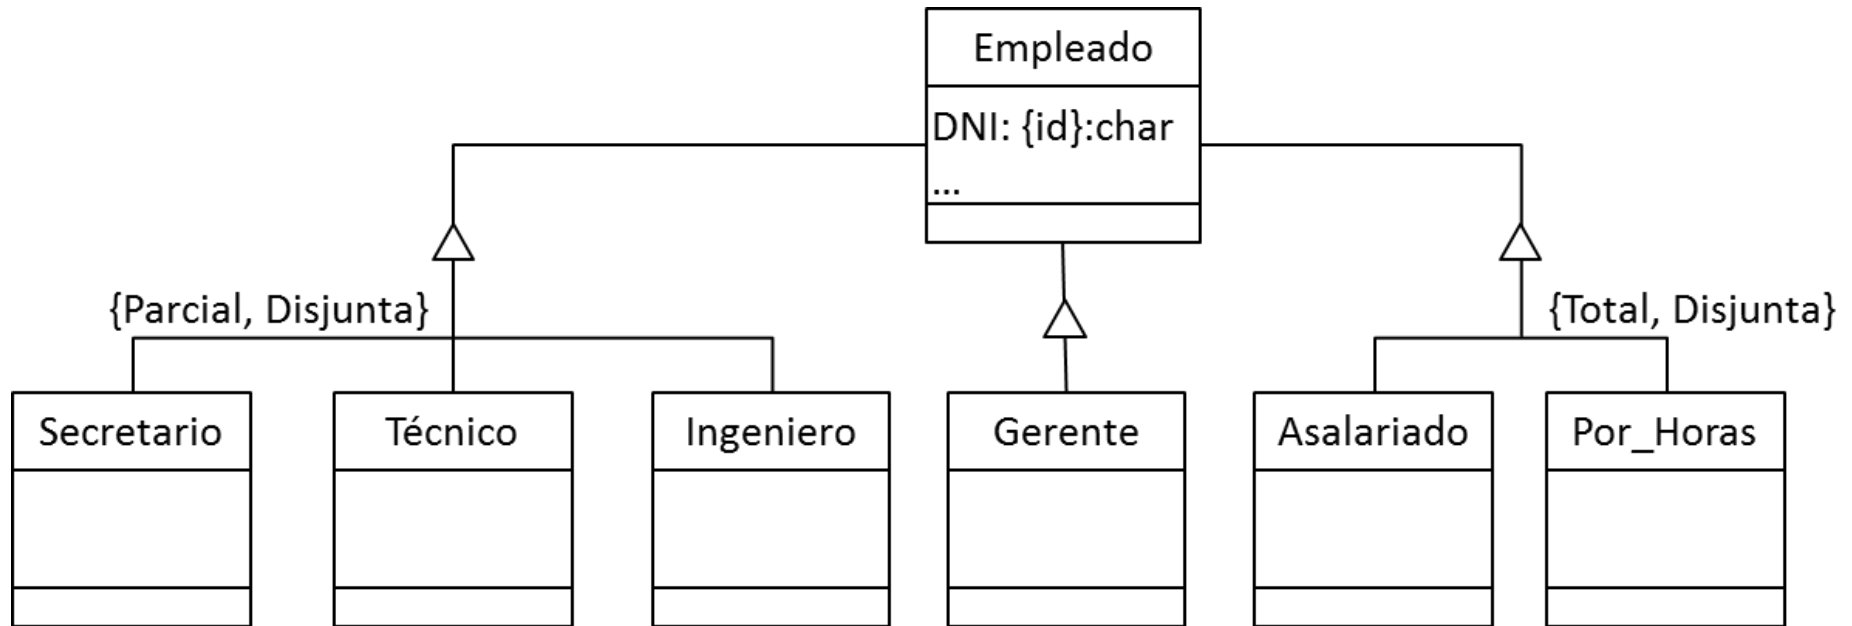 Empleado
DNI: {id}:char
...
{Parcial, Disjunta}
{Total, Disjunta}
Secretario
Técnico
Ingeniero
Gerente
Asalariado
Por_Horas